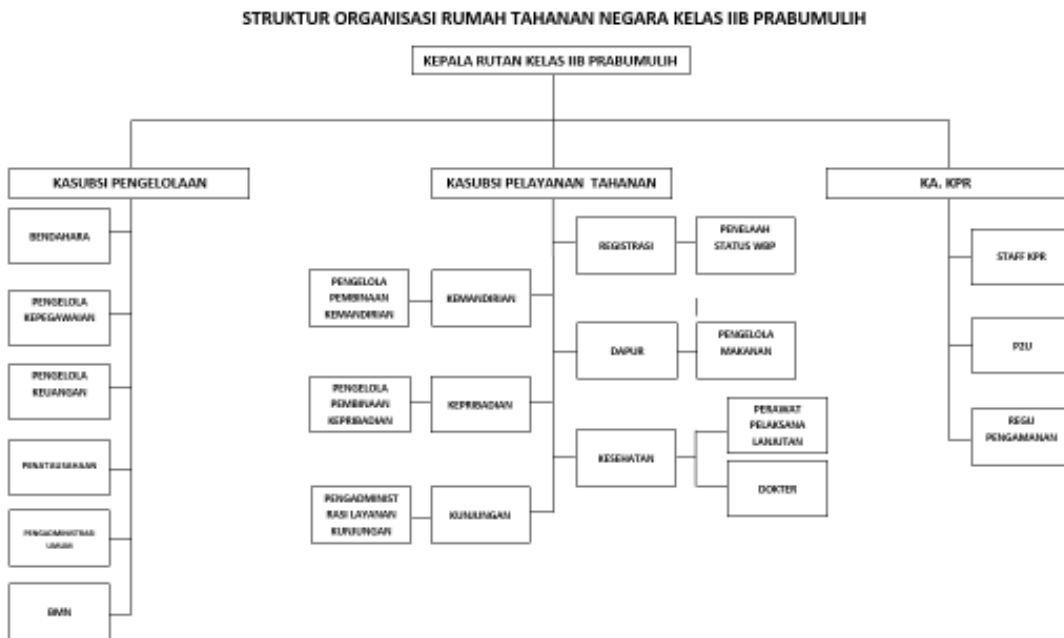 STRUKTUR ORGANISASI RUMAH TAHANAN NEGARA KELAS IIB PRABUMULIH
KEPALA RUTAN KELAS IIB PRABUMULIH
KASUBSI PENGELOLAAN
KASUBSI PELAYANAN TAHANAN
KA. KPR
BENDAHARA
PENGELOLA
KEPEGAWAIAN
PENGELOLA
KEUANGAN
PENATAUSAHAAN
PENGADMINISTRASI
UMUM
BMN
REGISTRASI
PENELAAH
STATUS WBP
PENGELOLA
PEMBINAAN
KEMANDIRIAN
KEMANDIRIAN
DAPUR
PENGELOLA
MAKANAN
PENGELOLA
PEMBINAAN
KEPRIBADIAN
KEPRIBADIAN
KESEHATAN
PERAWAT
PELAKSANA
LANJUTAN
DOKTER
PENGADMINIST
RASI LAYANAN
KUNJUNGAN
KUNJUNGAN
STAFF KPR
P2U
REGU
PENGAMANAN